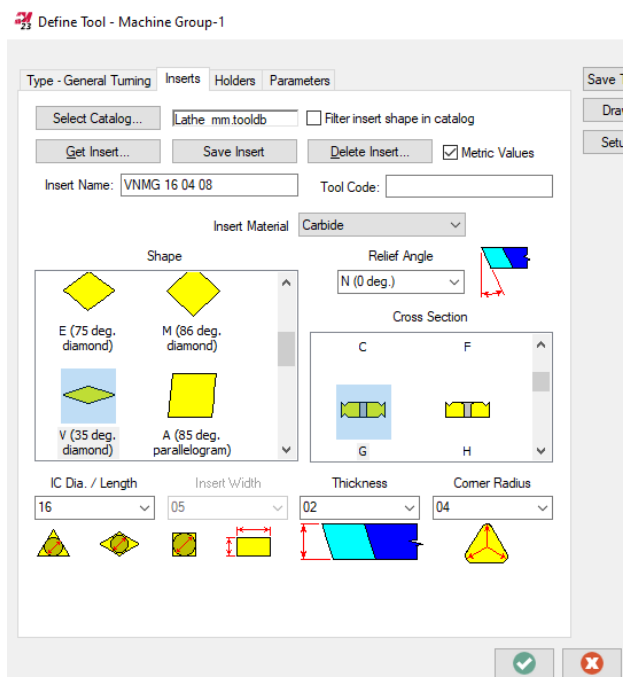 23 Define Tool - Machine Group-1
Type - General Turning Inserts Holders Parameters
Save T
Select Catalog... Lathe mm.tooldb Filter insert shape in catalog
Draw
Get Insert... Save Insert Delete Insert... Metric Values
Setu
Insert Name: VNMG 16 04 08 Tool Code:
Insert Material Carbide
Shape Relief Angle
N (0 deg.)
Cross Section
E (75 deg. diamond) M (86 deg. diamond)
C F
V (35 deg. diamond) A (85 deg. parallelogram)
G H
IC Dia. / Length Insert Width Thickness Corner Radius
16 05 02 04